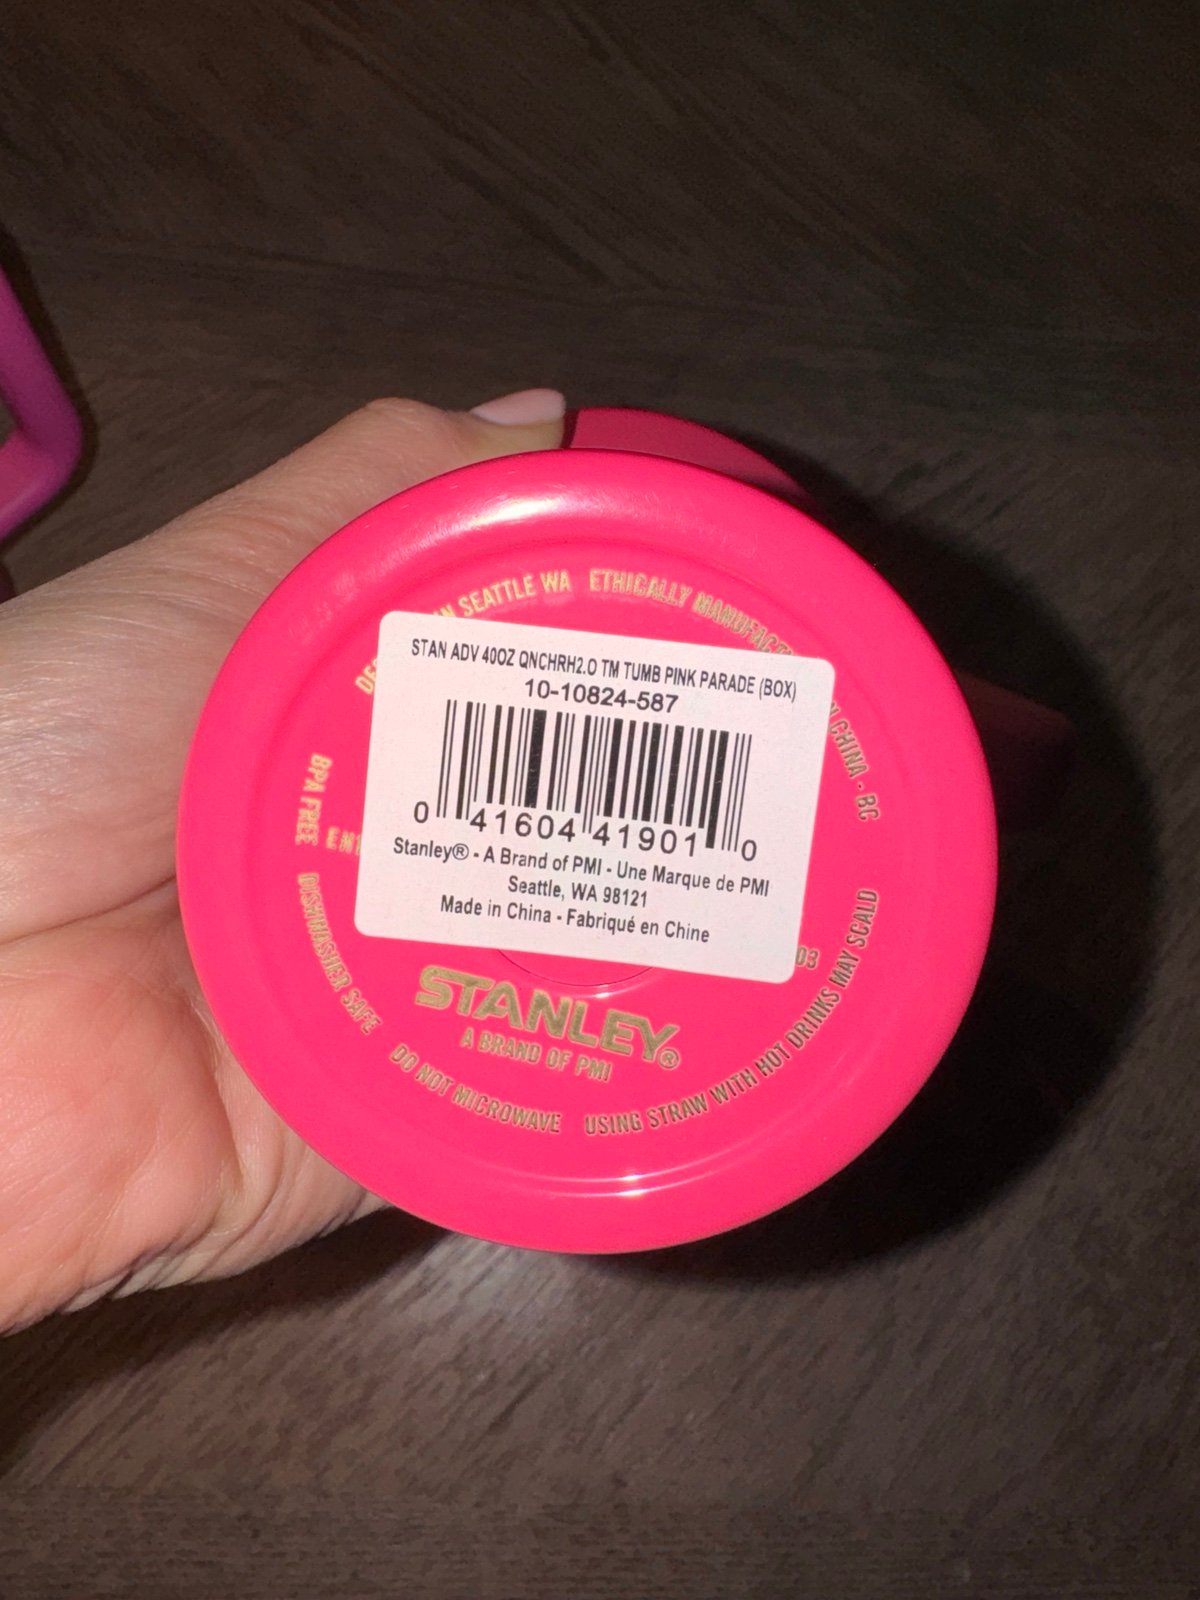 IN SEATTLE WA
ETHICALLY
CHINA - BC
STAN ADV 40OZ QNCHRH2.O TM TUMB PINK PARADE (BOX)
10-10824-587
0 41604 41901 0
Stanley® - A Brand of PMI - Une Marque de PMI
Seattle, WA 98121
Made in China - Fabriqué en Chine
03
BPA FREE
DISHWASHER SAFE
DO NOT MICROWAVE
USING STRAW WITH HOT DRINKS MAY SCALD
STANLEY®
A BRAND OF PMI